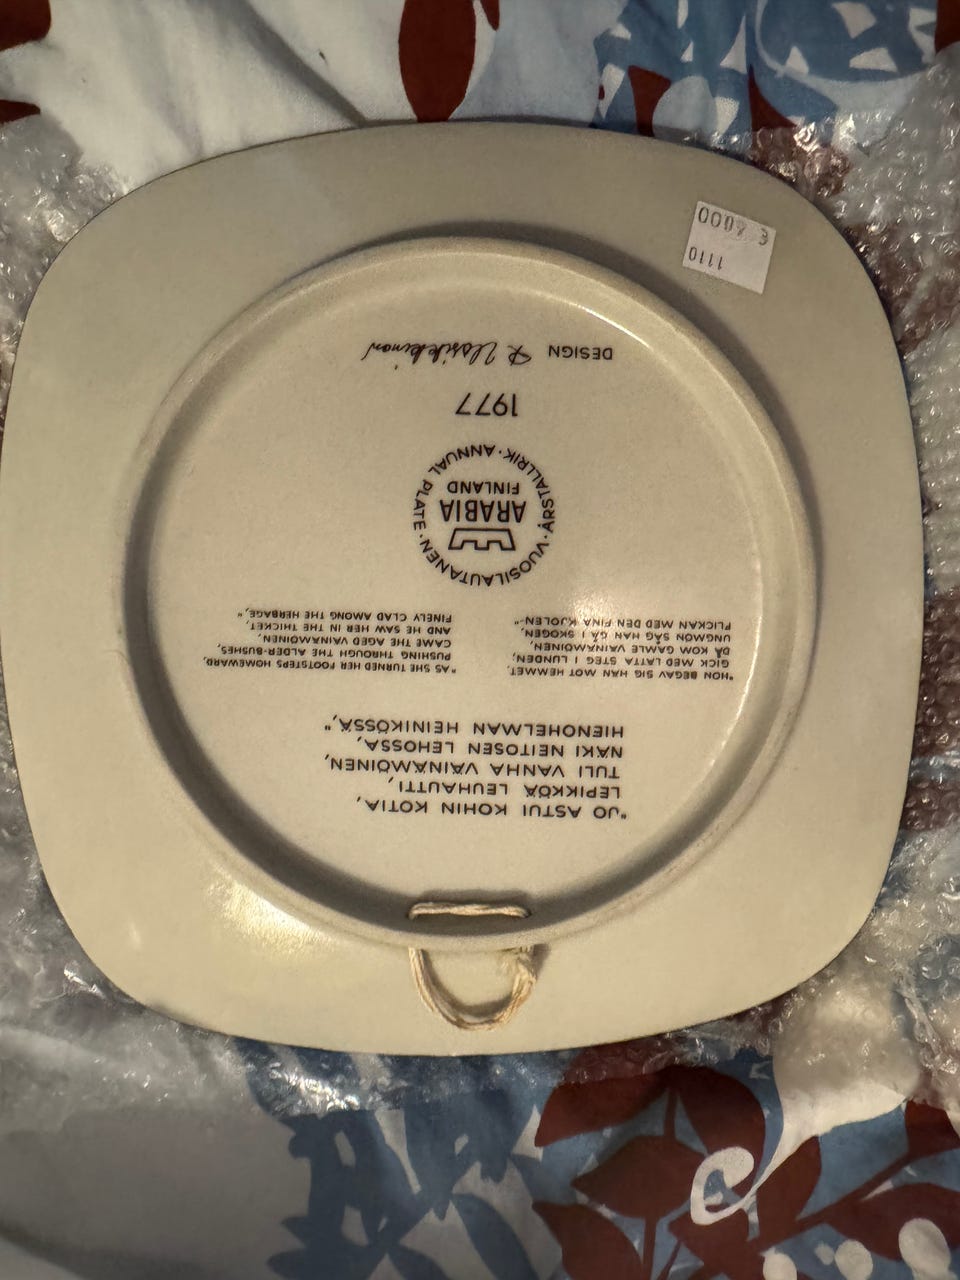 "JO ASTUI KOHIN KOTIA,
LEPIKKÖÄ LEUHAUTTI,
TULI VANHA VÄINÄMÖINEN,
NÄKI NEITOSEN LEHOSSA,
HIENOHELMAN HEINIKÖSSÄ,"
"HON BEGAV SIG HAN MOT HEMMET,
GICK MED LÄTTA STEG I LUNDEN,
DÅ KOM GAMLE VÄINÄMÖINEN,
UNGMÖN SÅG HAN GÅ I SKOGEN,
FLICKAN MED DEN FINA KJOLEN-"
"AS SHE TURNED HER FOOTSTEPS HOMEWARD,
PUSHING THROUGH THE ALDER-BUSHES,
CAME THE AGED VÄINÄMÖINEN,
AND HE SAW HER IN THE THICKET,
FINELY CLAD AMONG THE HERBAGE,"
VUOSILAUTANEN · ÅRSTALLRIK · ANNUAL PLATE ·
ARABIA
FINLAND
1977
DESIGN R Uosikkinen
1110